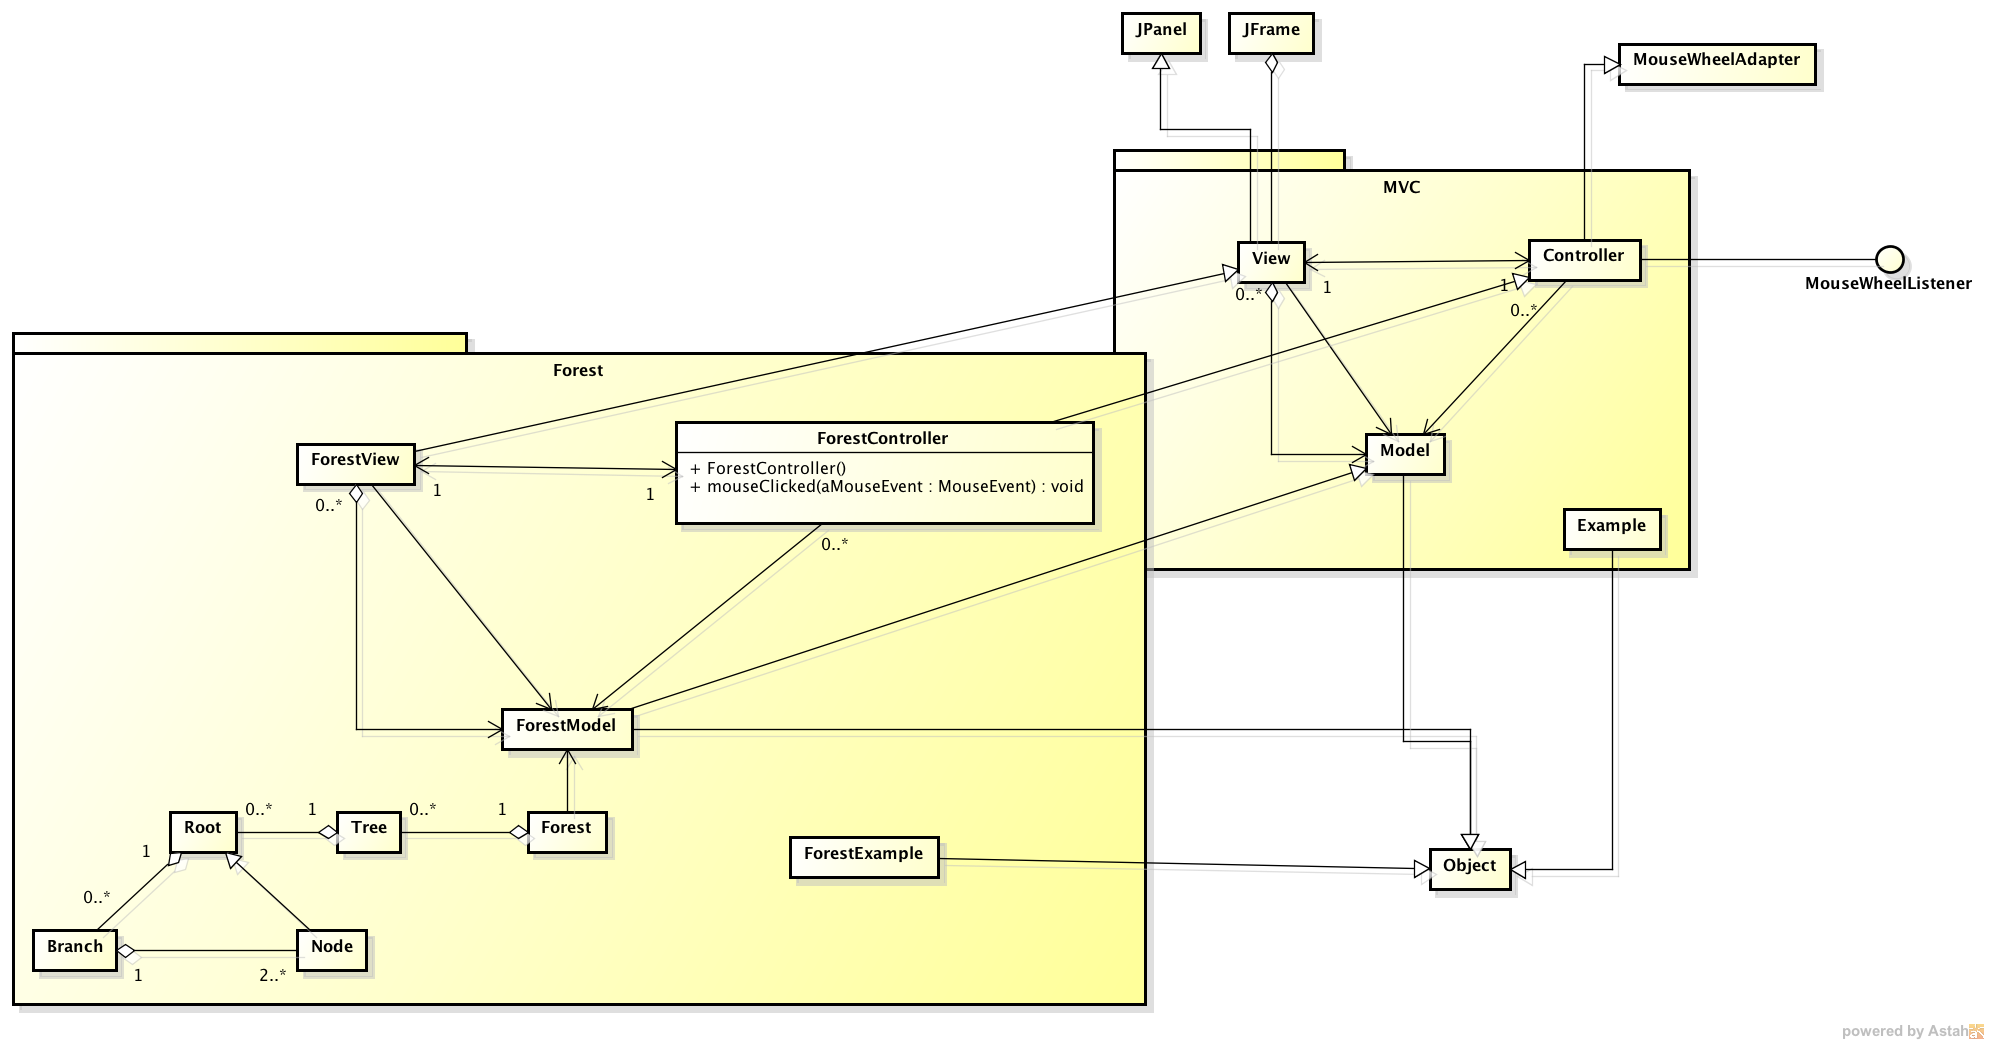 JPanel
JFrame
MouseWheelAdapter
MVC
View
Controller
MouseWheelListener
0..*
1
1
0..*
Forest
ForestView
ForestController
+ ForestController()
+ mouseClicked(aMouseEvent : MouseEvent) : void
0..*
1
1
0..*
Model
Example
ForestModel
Root
0..*
1
Tree
0..*
1
Forest
ForestExample
Object
1
0..*
Branch
1
2..*
Node
powered by Astah